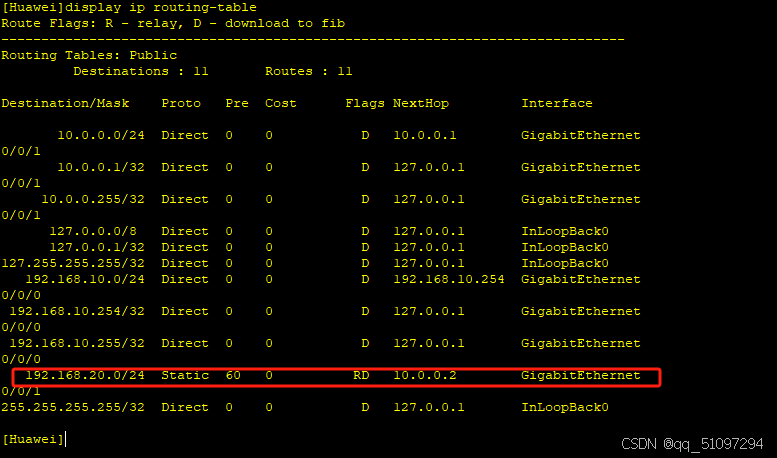 [Huawei]display ip routing-table
Route Flags: R - relay, D - download to fib
------------------------------------------------------------------------------
Routing Tables: Public
         Destinations : 11       Routes : 11

Destination/Mask    Proto   Pre  Cost      Flags NextHop         Interface

       10.0.0.0/24  Direct  0    0           D   10.0.0.1        GigabitEthernet
0/0/1
       10.0.0.1/32  Direct  0    0           D   127.0.0.1       GigabitEthernet
0/0/1
     10.0.0.255/32  Direct  0    0           D   127.0.0.1       GigabitEthernet
0/0/1
      127.0.0.0/8   Direct  0    0           D   127.0.0.1       InLoopBack0
      127.0.0.1/32  Direct  0    0           D   127.0.0.1       InLoopBack0
127.255.255.255/32  Direct  0    0           D   127.0.0.1       InLoopBack0
   192.168.10.0/24  Direct  0    0           D   192.168.10.254  GigabitEthernet
0/0/0
 192.168.10.254/32  Direct  0    0           D   127.0.0.1       GigabitEthernet
0/0/0
 192.168.10.255/32  Direct  0    0           D   127.0.0.1       GigabitEthernet
0/0/0
   192.168.20.0/24  Static  60   0          RD   10.0.0.2        GigabitEthernet
0/0/1
255.255.255.255/32  Direct  0    0           D   127.0.0.1       InLoopBack0

[Huawei]
CSDN @qq_51097294